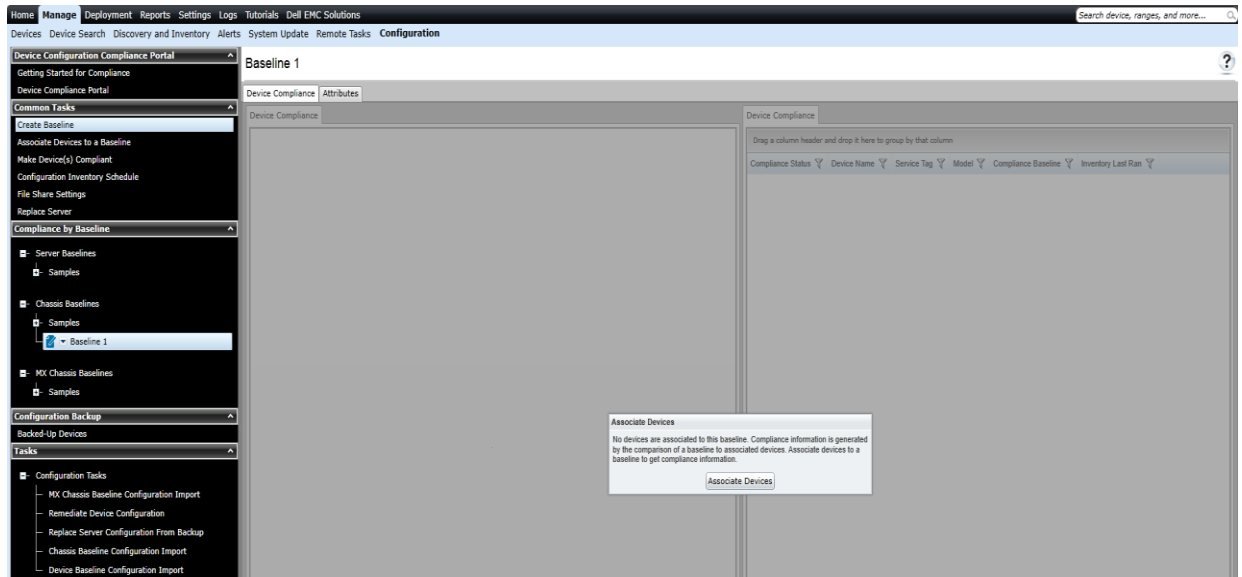 Home Manage Deployment Reports Settings Logs Tutorials Dell EMC Solutions
Search device, ranges, and more...
Devices Device Search Discovery and Inventory Alerts System Update Remote Tasks Configuration
Device Configuration Compliance Portal
Getting Started for Compliance
Device Compliance Portal
Common Tasks
Create Baseline
Associate Devices to a Baseline
Make Device(s) Compliant
Configuration Inventory Schedule
File Share Settings
Replace Server
Compliance by Baseline
Server Baselines
Samples
Chassis Baselines
Samples
Baseline 1
MX Chassis Baselines
Samples
Configuration Backup
Backed-Up Devices
Tasks
Configuration Tasks
MX Chassis Baseline Configuration Import
Remediate Device Configuration
Replace Server Configuration From Backup
Chassis Baseline Configuration Import
Device Baseline Configuration Import
Baseline 1
?
Device Compliance Attributes
Device Compliance
Device Compliance
Drag a column header and drop it here to group by that column
Compliance Status Device Name Service Tag Model Compliance Baseline Inventory Last Ran
Associate Devices
No devices are associated to this baseline. Compliance information is generated
by the comparison of a baseline to associated devices. Associate devices to a
baseline to get compliance information.
Associate Devices